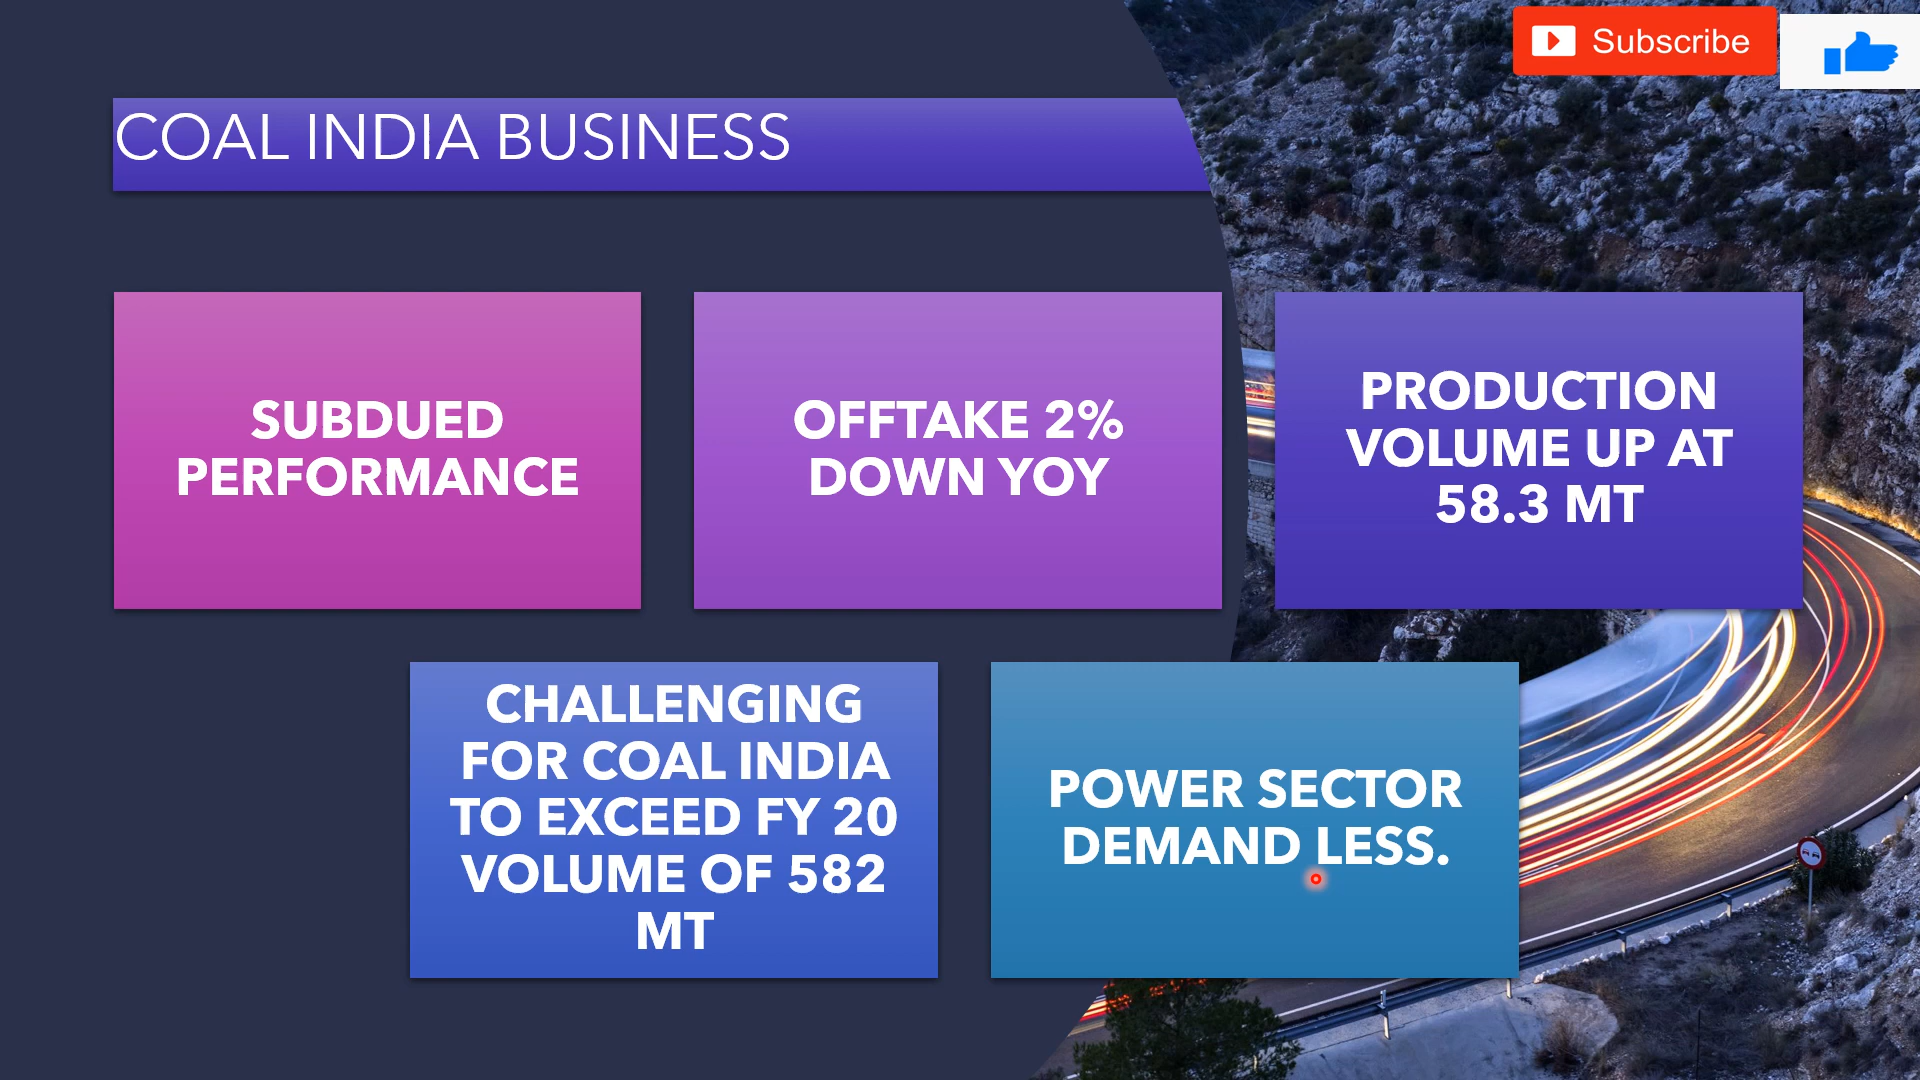 Subscribe
COAL INDIA BUSINESS
SUBDUED
PERFORMANCE
OFFTAKE 2%
DOWN YOY
PRODUCTION
VOLUME UP AT
58.3 MT
CHALLENGING
FOR COAL INDIA
TO EXCEED FY 20
VOLUME OF 582
MT
POWER SECTOR
DEMAND LESS.